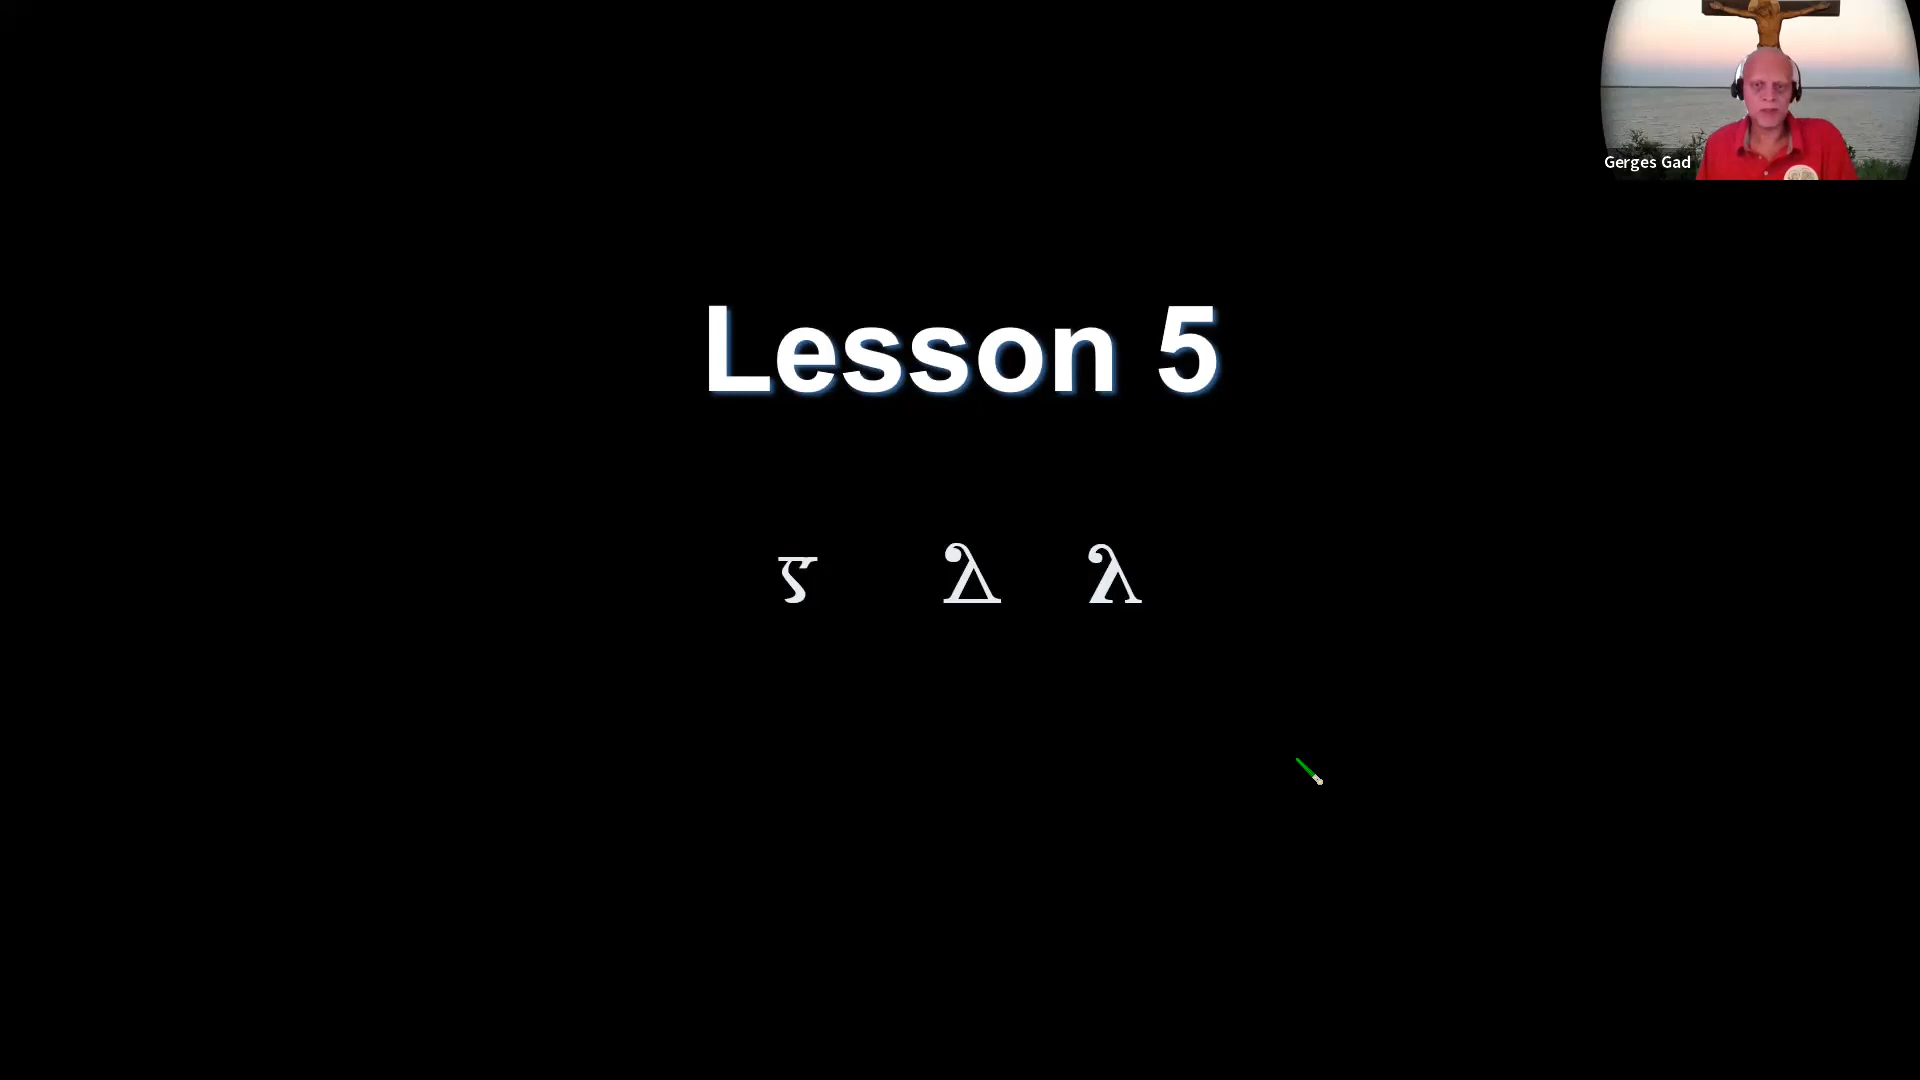 Lesson 5
ⲋ ⲇ ⲗ
Gerges Gad